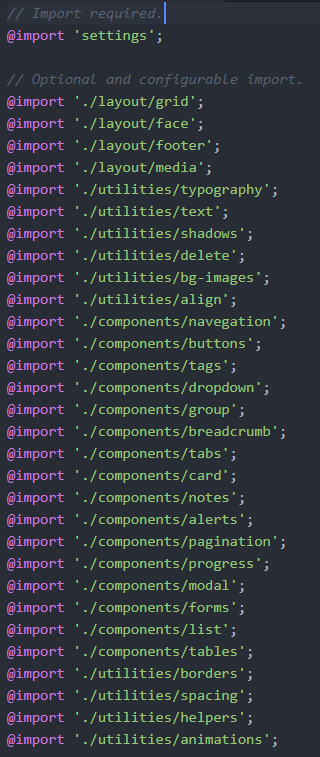 // Import required.
@import 'settings';
// Optional and configurable import.
@import './layout/grid';
@import './layout/face';
@import './layout/footer';
@import './layout/media';
@import './utilities/typography';
@import './utilities/text';
@import './utilities/shadows';
@import './utilities/delete';
@import './utilities/bg-images';
@import './utilities/align';
@import './components/navegation';
@import './components/buttons';
@import './components/tags';
@import './components/dropdown';
@import './components/group';
@import './components/breadcrumb';
@import './components/tabs';
@import './components/card';
@import './components/notes';
@import './components/alerts';
@import './components/pagination';
@import './components/progress';
@import './components/modal';
@import './components/forms';
@import './components/list';
@import './components/tables';
@import './utilities/borders';
@import './utilities/spacing';
@import './utilities/helpers';
@import './utilities/animations';